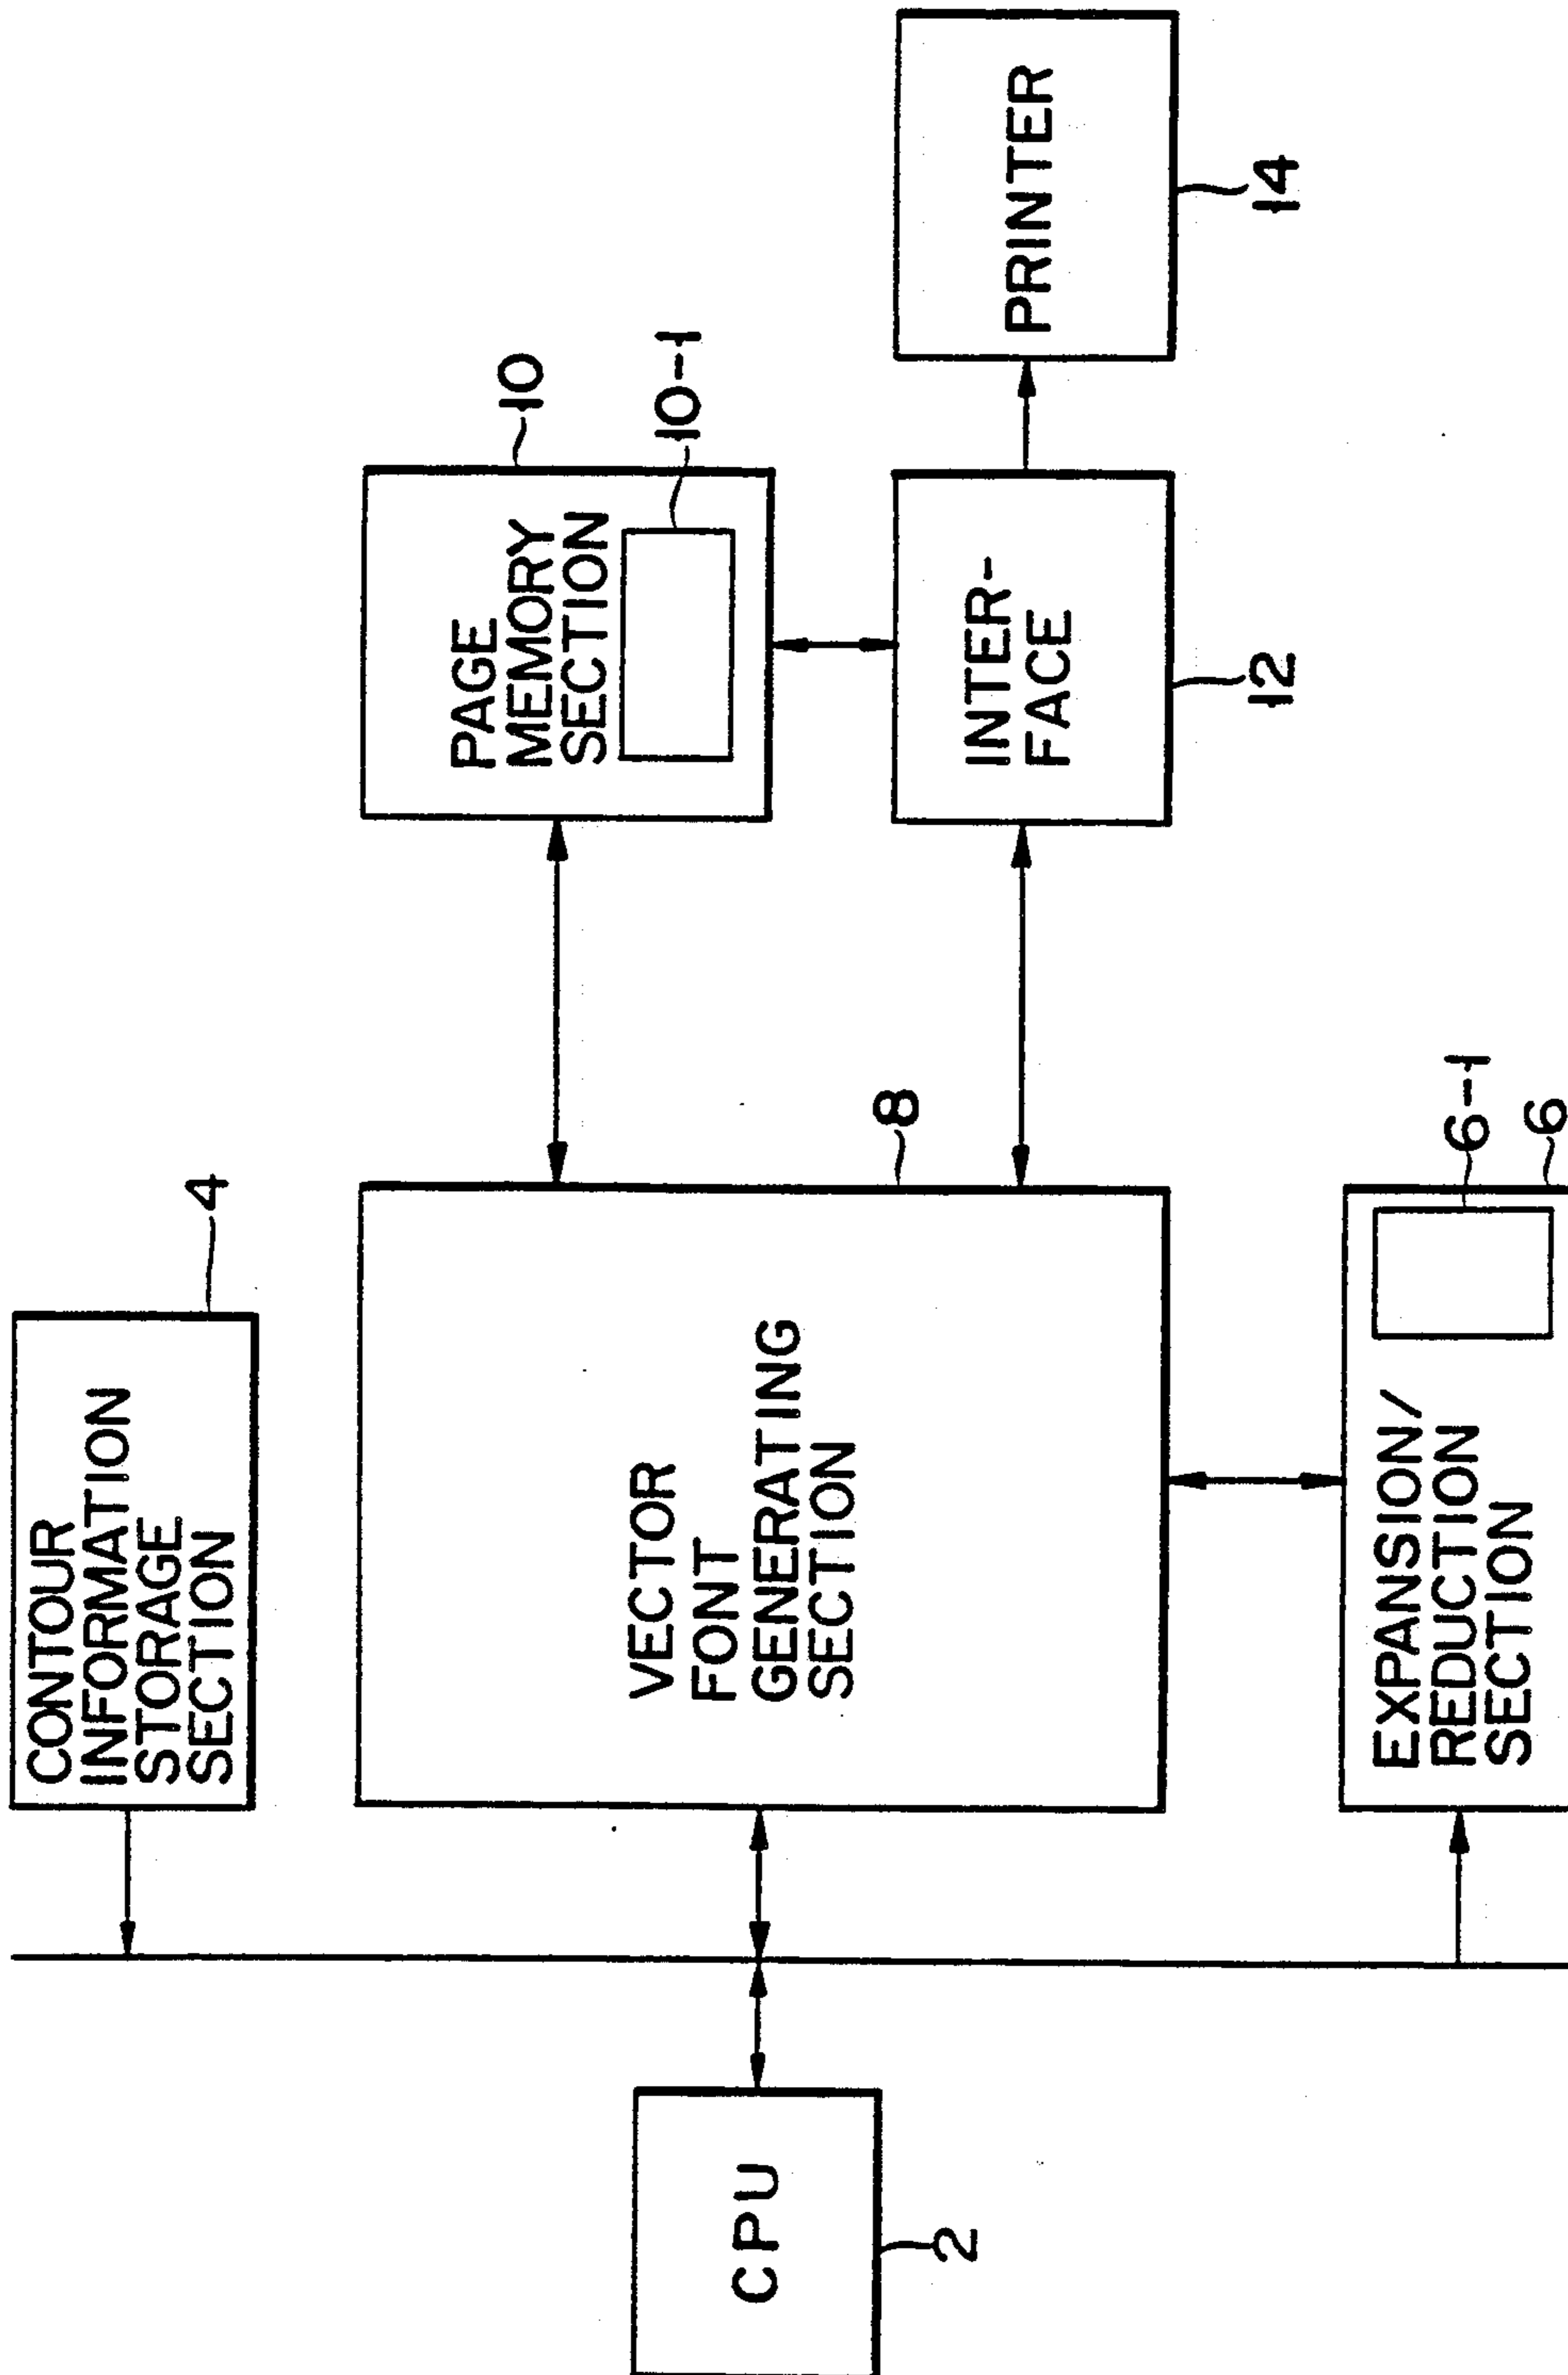 CPU
2
CONTOUR
INFORMATION
STORAGE
SECTION
4
VECTOR
FONT
GENERATING
SECTION
8
EXPANSION/
REDUCTION
SECTION
6-1
6
PAGE
MEMORY
SECTION
10
10-1
INTER-
FACE
12
PRINTER
14